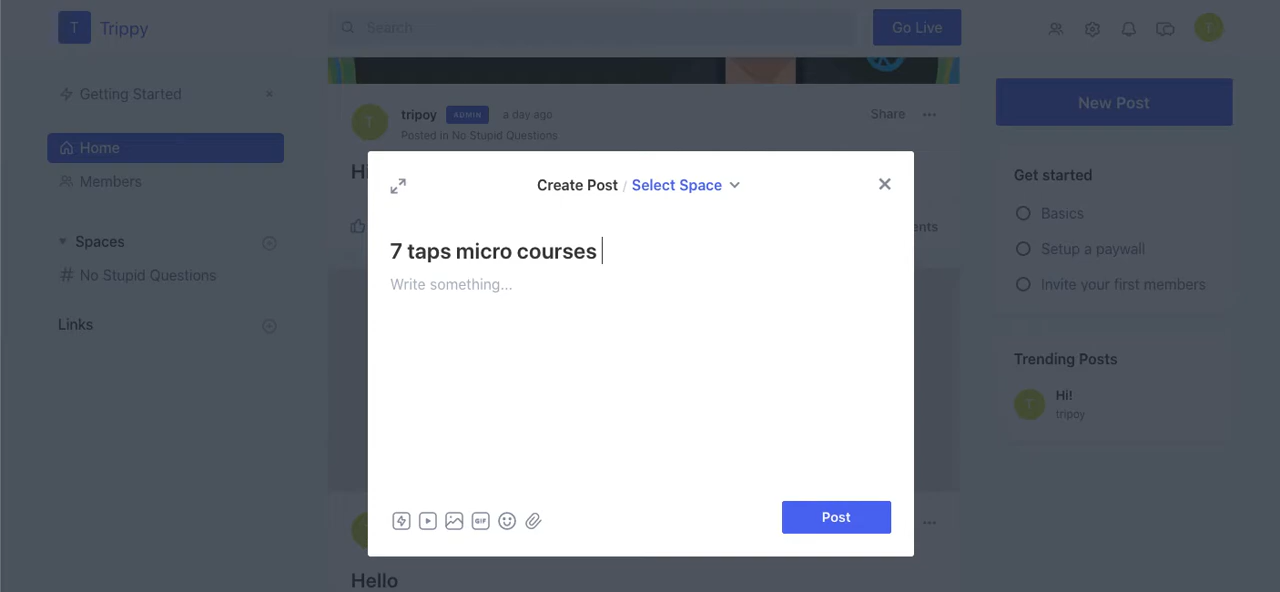 T Trippy
Search
Go Live
T
Getting Started
Home
Members
Spaces
No Stupid Questions
Links
T
tripoy ADMIN a day ago
Posted in No Stupid Questions
Share
Create Post / Select Space
7 taps micro courses
Write something...
GIF
Post
Hello
New Post
Get started
Basics
Setup a paywall
Invite your first members
Trending Posts
T
Hi!
tripoy